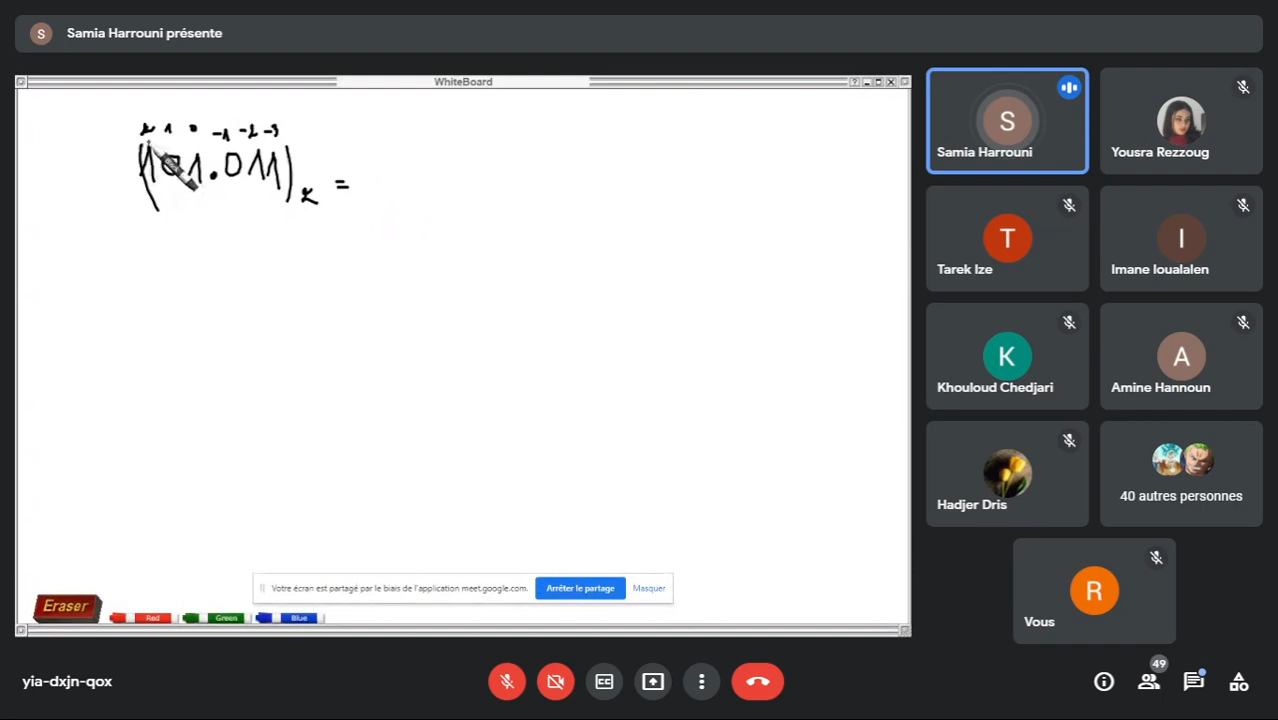 Samia Harrouni présente
WhiteBoard
2 1 0 -1 -2 -3
(101.011)2 =
Votre écran est partagé par le biais de l'application meet.google.com.
Arrêter le partage
Masquer
Eraser
Red
Green
Blue
S
Samia Harrouni
Yousra Rezzoug
T
Tarek Ize
I
Imane Ioualalen
K
Khouloud Chedjari
A
Amine Hannoun
Hadjer Dris
40 autres personnes
R
Vous
yia-dxjn-qox
49